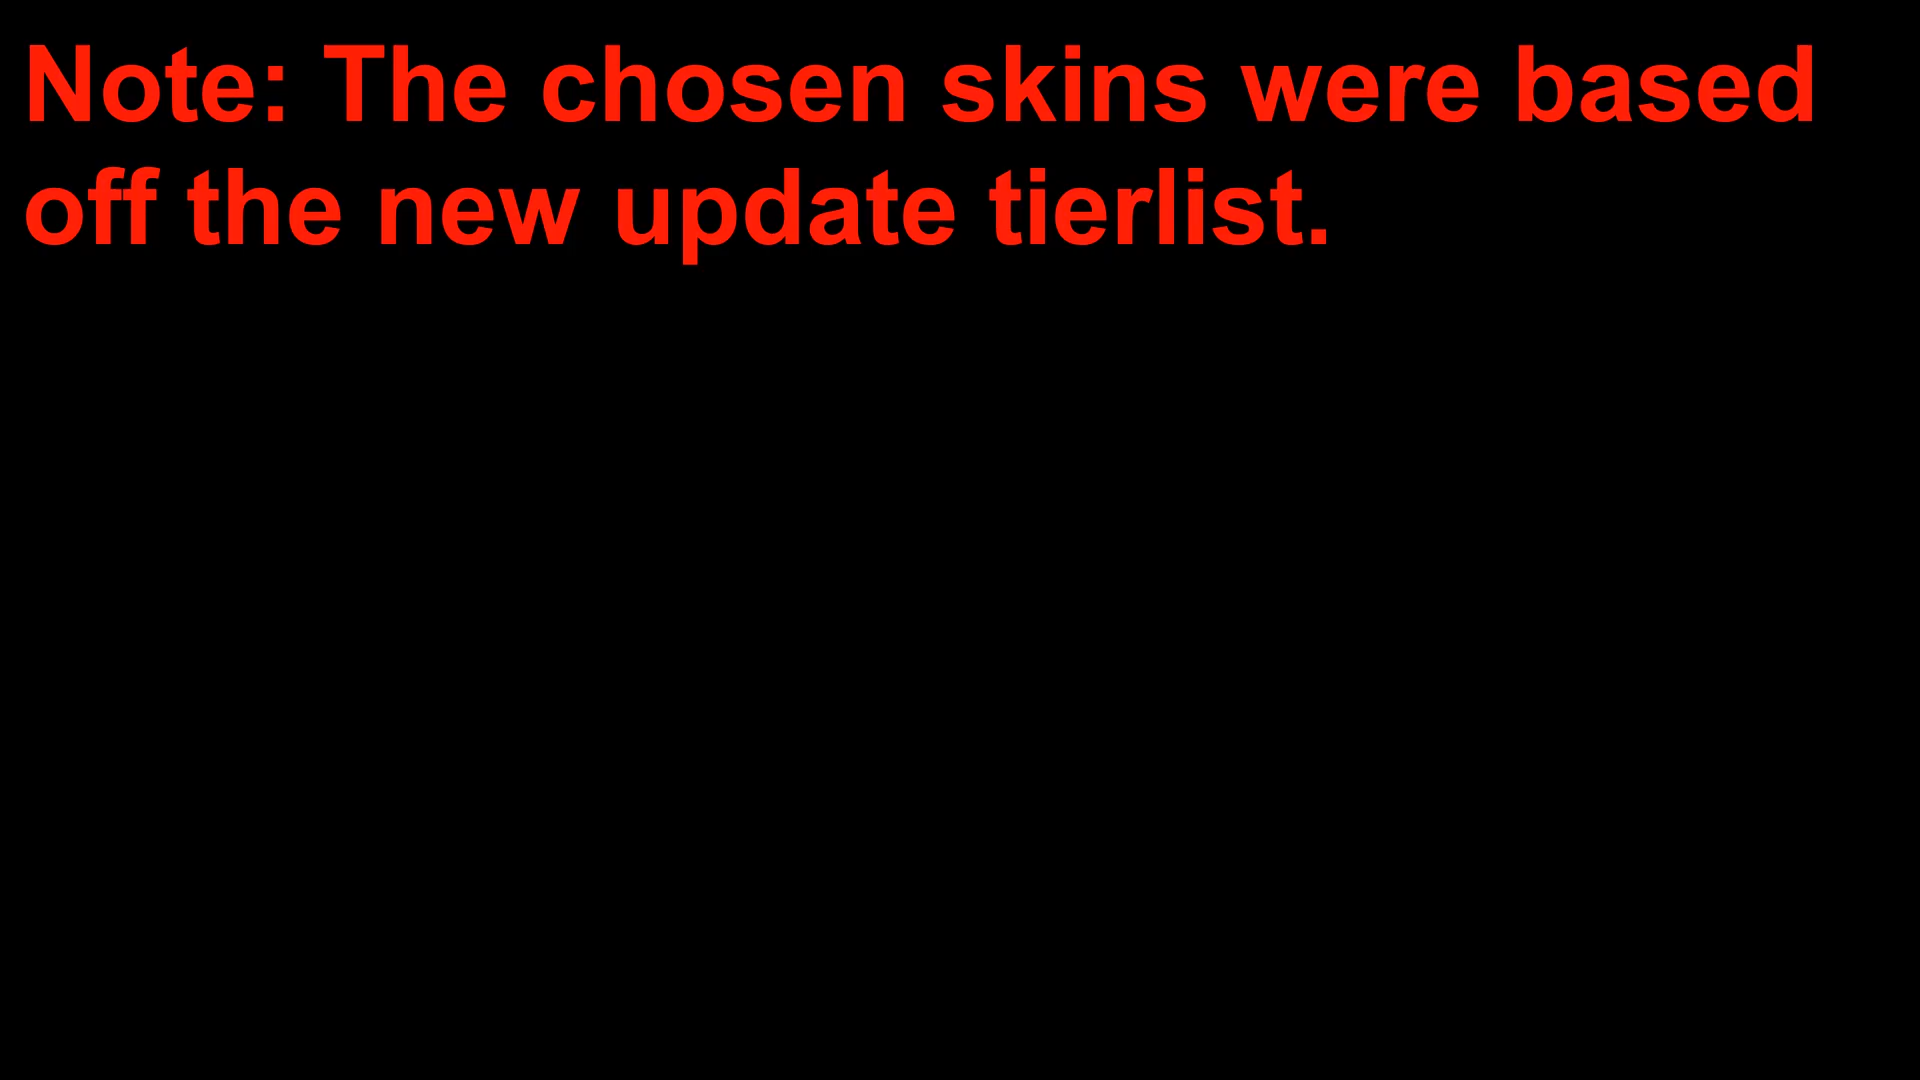 Note: The chosen skins were based
off the new update tierlist.